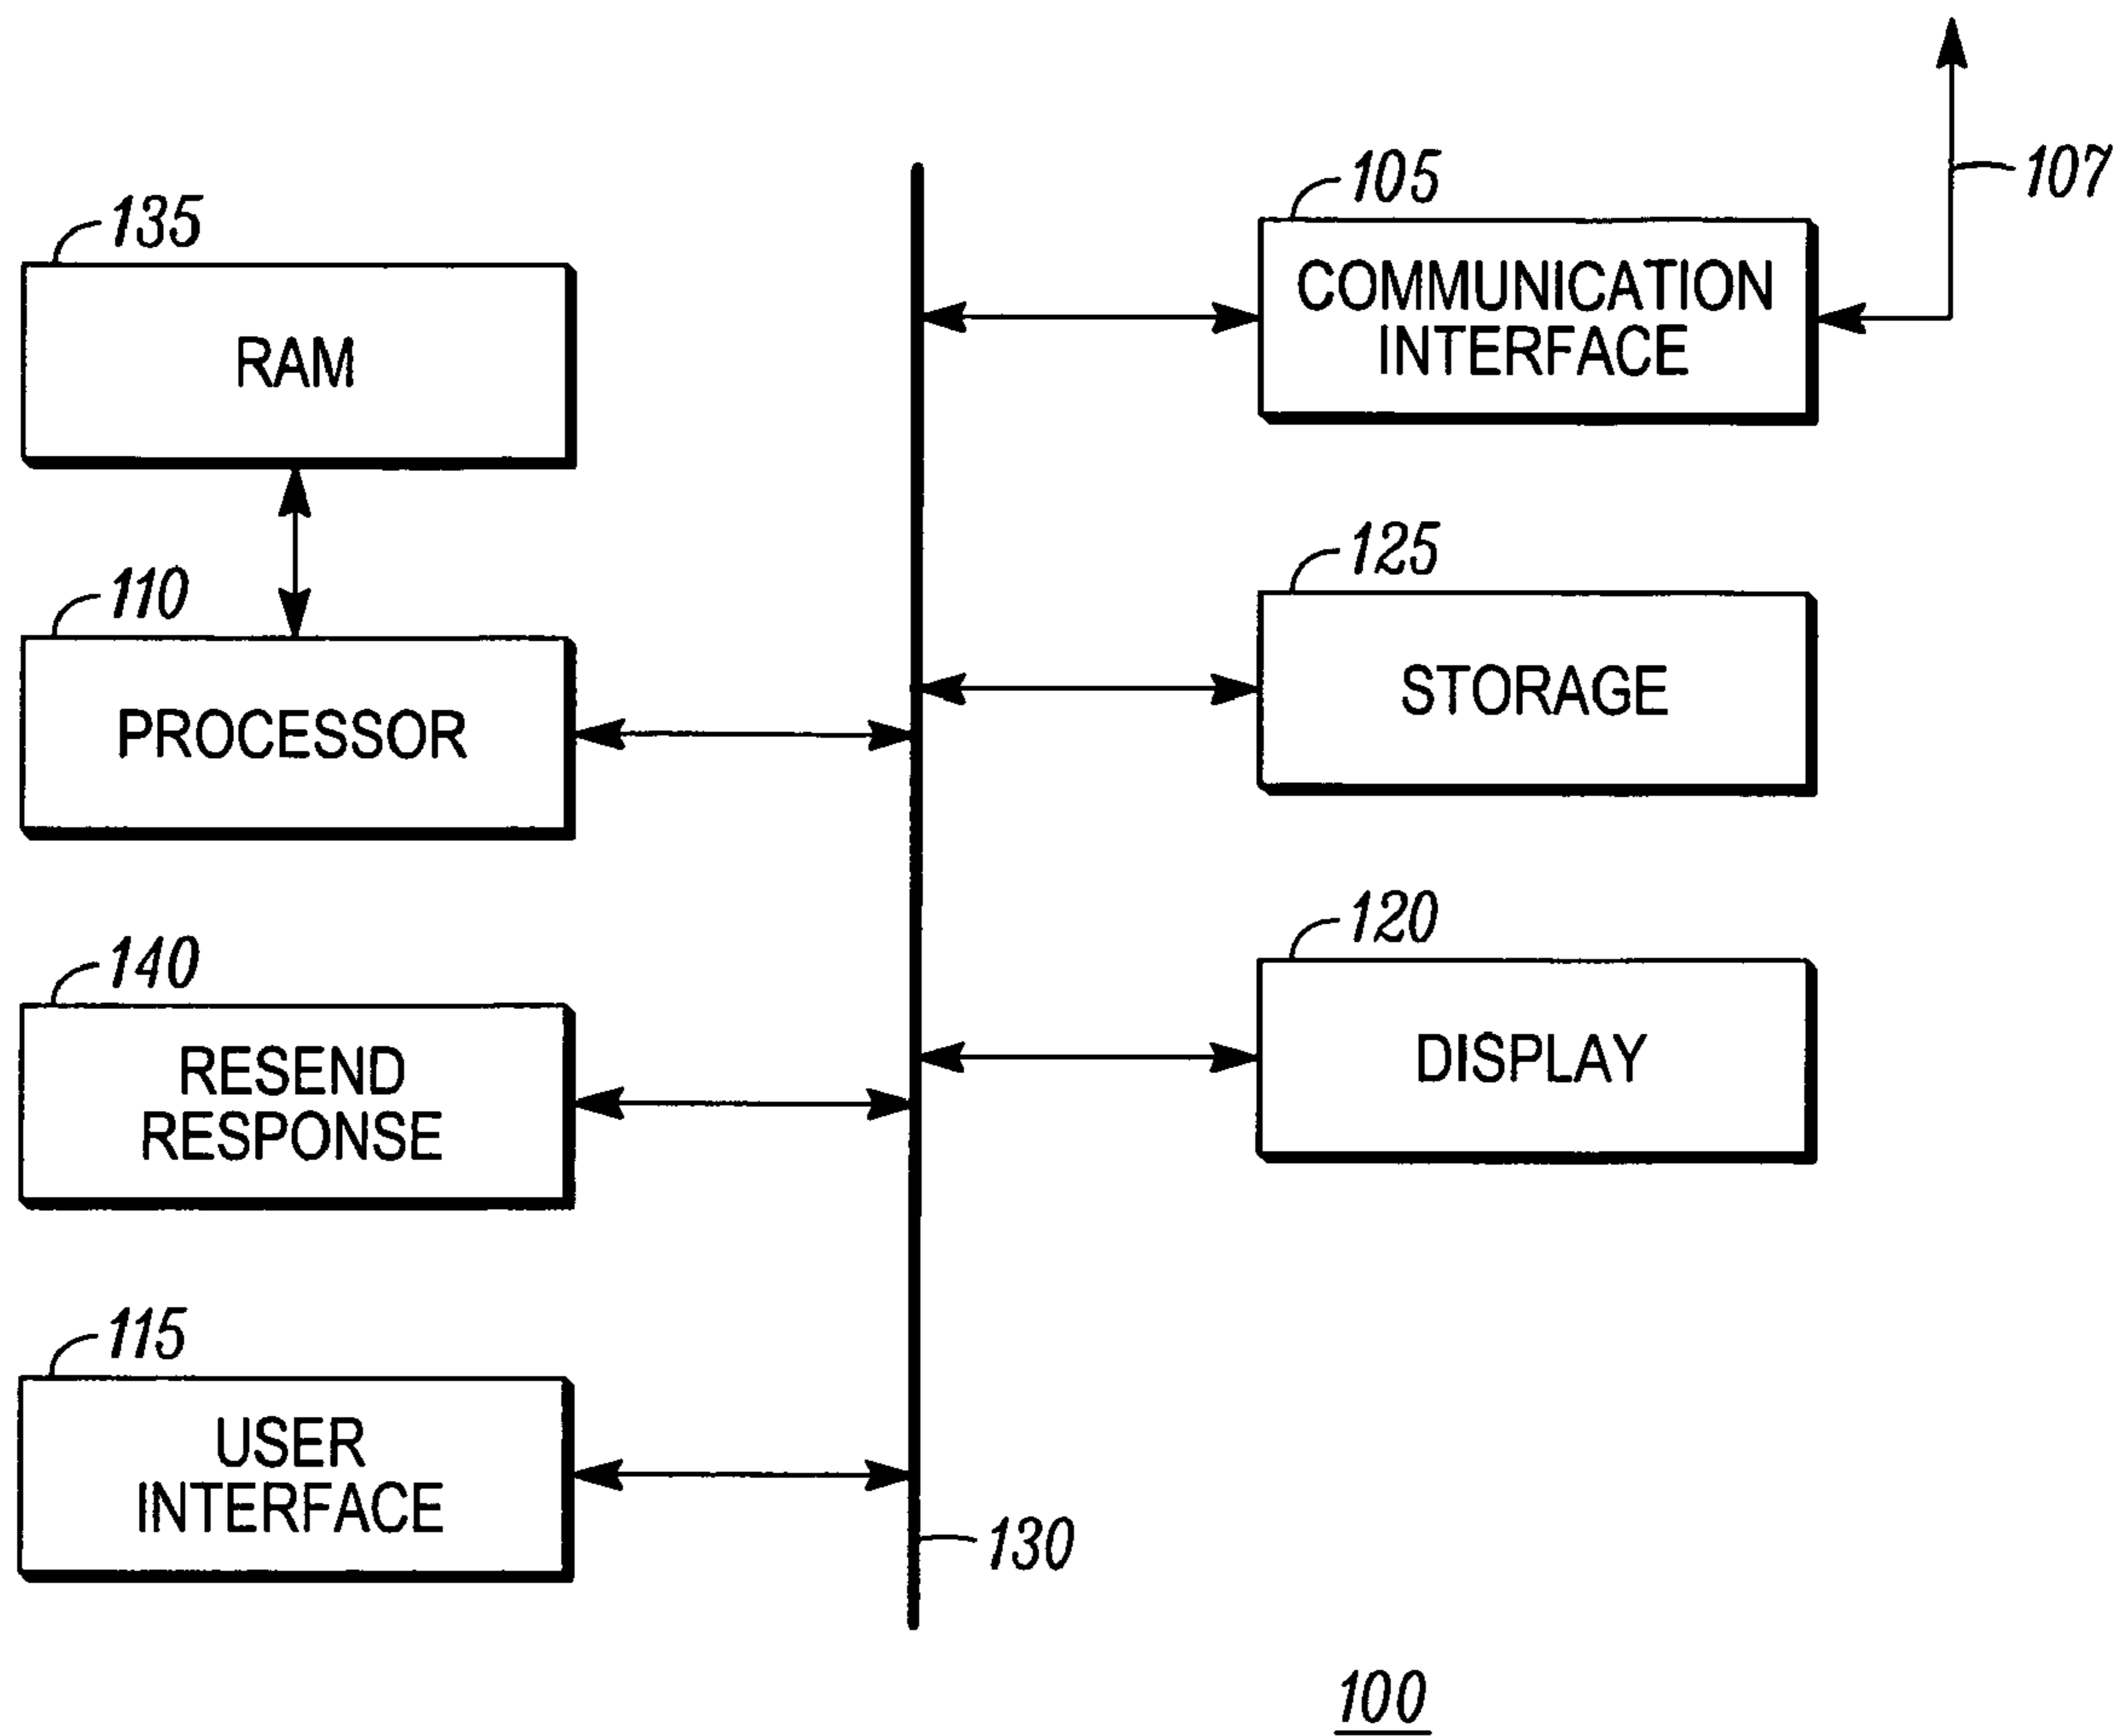 107
105
COMMUNICATION
INTERFACE
135
RAM
125
STORAGE
110
PROCESSOR
120
DISPLAY
140
RESEND
RESPONSE
115
USER
INTERFACE
130
100